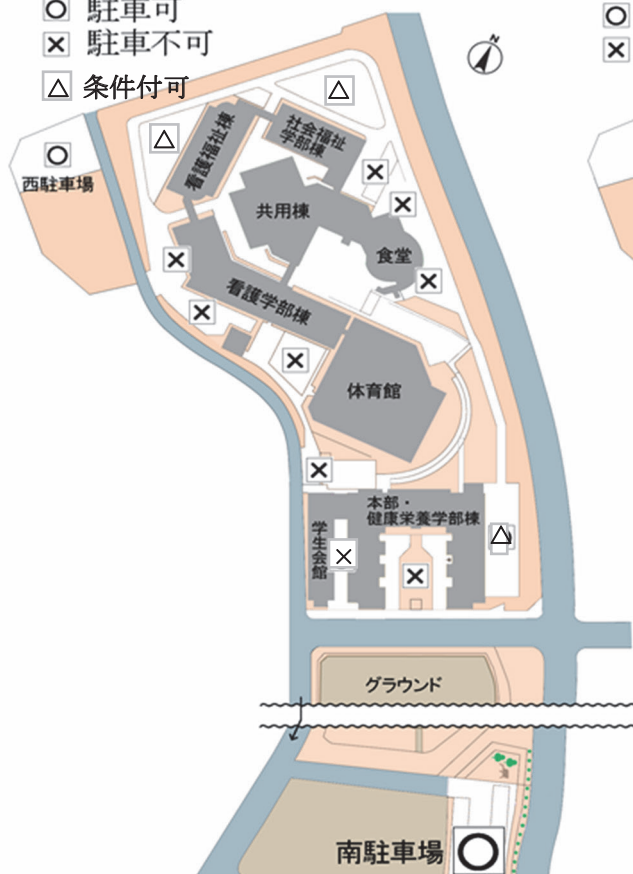 ○ 駐車可
× 駐車不可
△ 条件付可
N
西駐車場
看護福祉棟
社会福祉
学部棟
共用棟
食堂
看護学部棟
体育館
本部・
健康栄養学部棟
学生会館
グラウンド
南駐車場